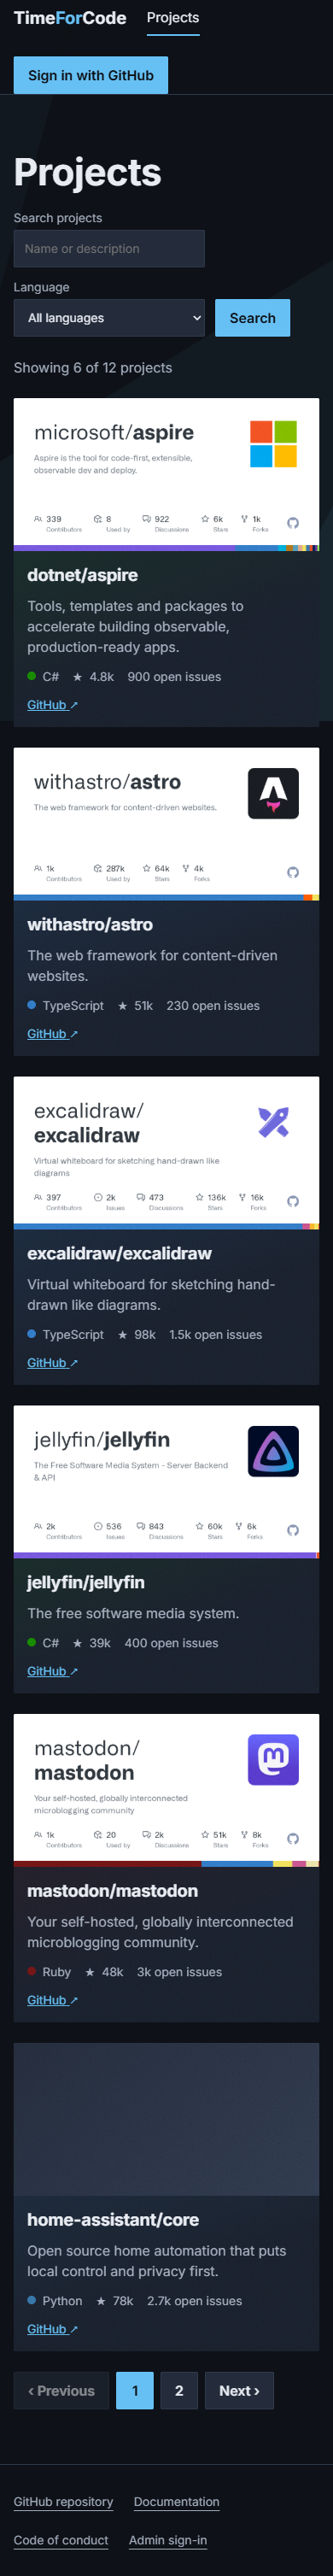 TimeForCode Projects
Sign in with GitHub
Projects
Search projects
Name or description
Language
All languages Search
Showing 6 of 12 projects
microsoft/aspire
Aspire is the tool for code-first, extensible,
observable dev and deploy.
339 8 922 6k 1k
Contributors Used by Discussions Stars Forks
dotnet/aspire
Tools, templates and packages to
accelerate building observable,
production-ready apps.
C# ★ 4.8k 900 open issues
GitHub ↗
withastro/astro
The web framework for content-driven websites.
1k 287k 64k 4k
Contributors Used by Stars Forks
withastro/astro
The web framework for content-driven
websites.
TypeScript ★ 51k 230 open issues
GitHub ↗
excalidraw/
excalidraw
Virtual whiteboard for sketching hand-drawn like
diagrams
397 2k 473 136k 16k
Contributors Issues Discussions Stars Forks
excalidraw/excalidraw
Virtual whiteboard for sketching hand-
drawn like diagrams.
TypeScript ★ 98k 1.5k open issues
GitHub ↗
jellyfin/jellyfin
The Free Software Media System - Server Backend
& API
2k 536 843 60k 6k
Contributors Issues Discussions Stars Forks
jellyfin/jellyfin
The free software media system.
C# ★ 39k 400 open issues
GitHub ↗
mastodon/
mastodon
Your self-hosted, globally interconnected
microblogging community
1k 20 2k 51k 8k
Contributors Used by Discussions Stars Forks
mastodon/mastodon
Your self-hosted, globally interconnected
microblogging community.
Ruby ★ 48k 3k open issues
GitHub ↗
home-assistant/core
Open source home automation that puts
local control and privacy first.
Python ★ 78k 2.7k open issues
GitHub ↗
‹ Previous 1 2 Next ›
GitHub repository Documentation
Code of conduct Admin sign-in